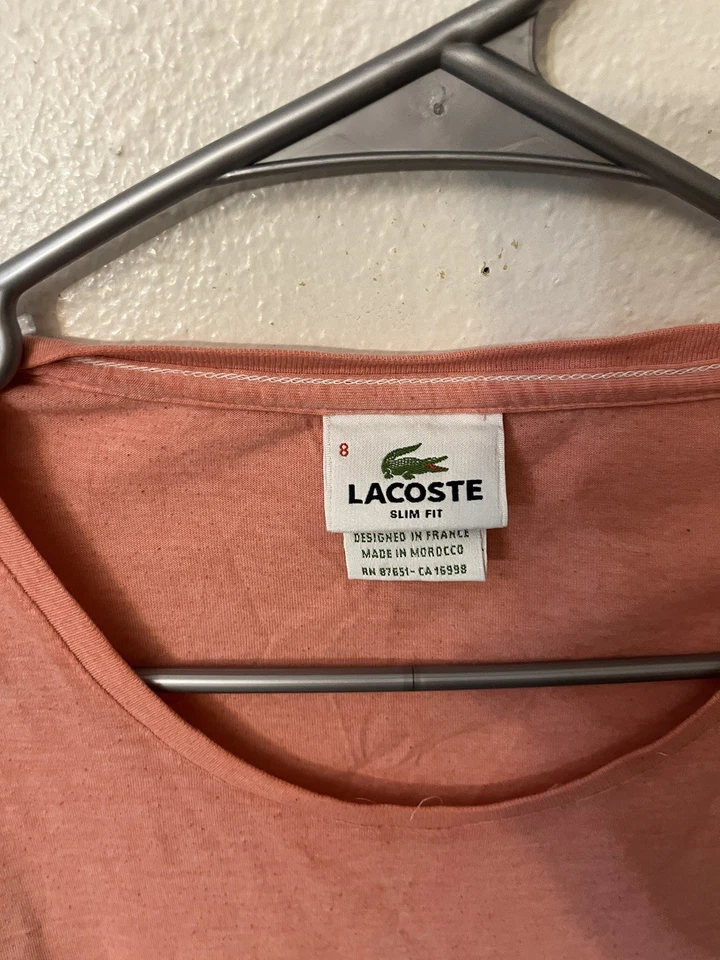 8
LACOSTE
SLIM FIT
DESIGNED IN FRANCE
MADE IN MOROCCO
RN 87651-CA 16998